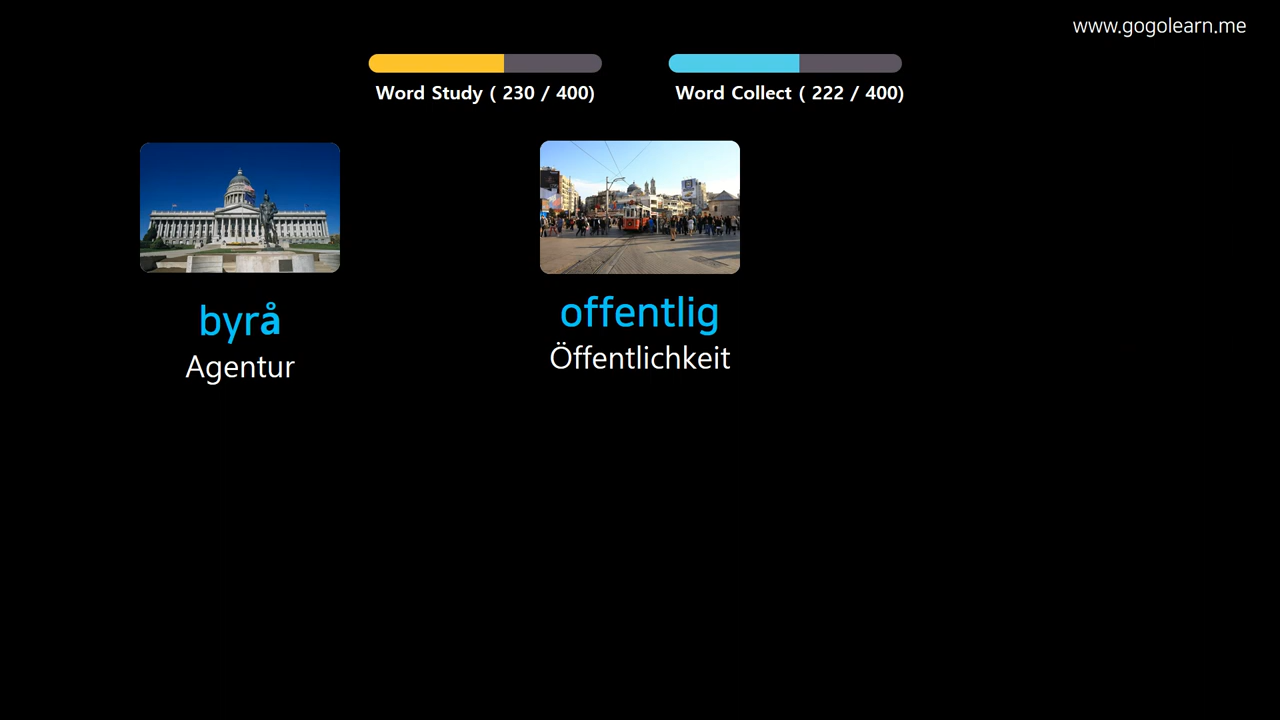 www.gogolearn.me
Word Study ( 230 / 400)
Word Collect ( 222 / 400)
byrå
Agentur
offentlig
Öffentlichkeit